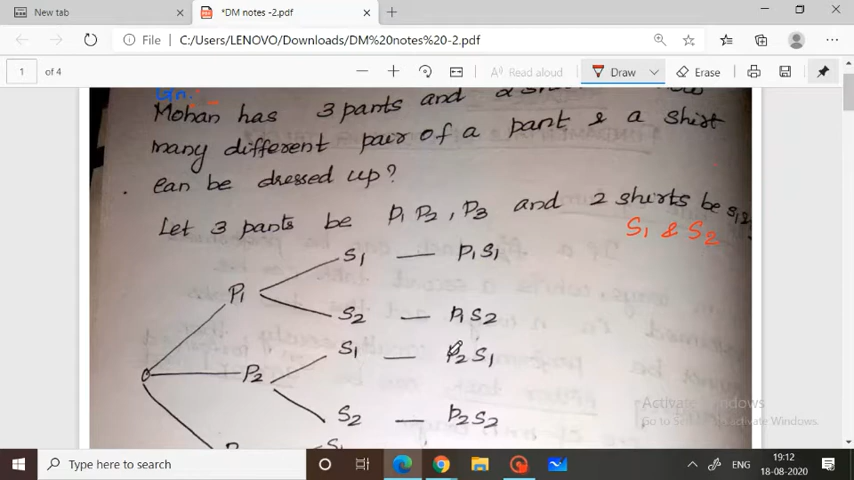 New tab
*DM notes -2.pdf
File C:/Users/LENOVO/Downloads/DM%20notes%20-2.pdf
1 of 4
Read aloud
Draw
Erase
Mohan has 3 pants and
many different pair of a pant & a shirt
can be dressed up?
Let 3 pants be P1 P2, P3 and 2 shirts be S1,
S1 & S2
S1 — P1S1
P1
S2 — P1S2
S1 — P2S1
P2
S2 — P2S2
S1
Activate Windows
Go to Settings to activate Windows.
Type here to search
ENG
19:12
18-08-2020